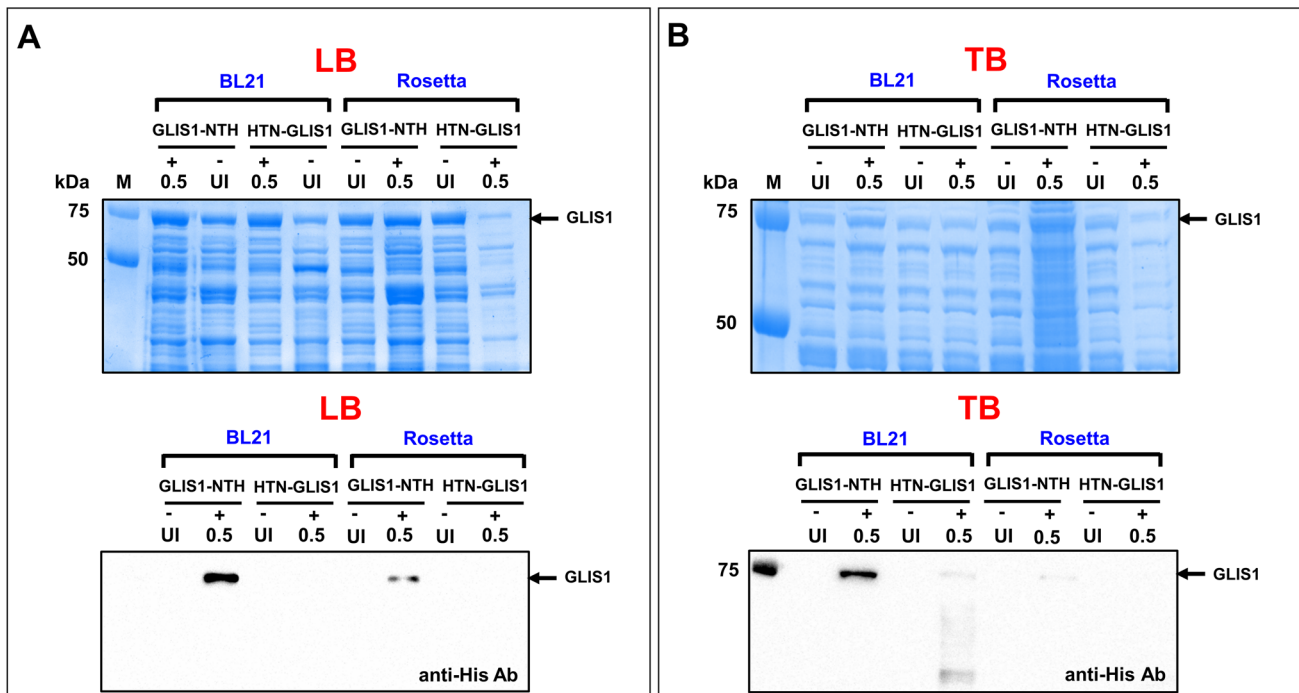 A
LB
BL21 Rosetta
GLIS1-NTH HTN-GLIS1 GLIS1-NTH HTN-GLIS1
+ - + - - + - +
kDa M 0.5 UI 0.5 UI UI 0.5 UI 0.5
75
GLIS1
50
LB
BL21 Rosetta
GLIS1-NTH HTN-GLIS1 GLIS1-NTH HTN-GLIS1
- + - + - + - +
UI 0.5 UI 0.5 UI 0.5 UI 0.5
GLIS1
anti-His Ab
B
TB
BL21 Rosetta
GLIS1-NTH HTN-GLIS1 GLIS1-NTH HTN-GLIS1
- + - + - + - +
kDa M UI 0.5 UI 0.5 UI 0.5 UI 0.5
75
GLIS1
50
TB
BL21 Rosetta
GLIS1-NTH HTN-GLIS1 GLIS1-NTH HTN-GLIS1
- + - + - + - +
UI 0.5 UI 0.5 UI 0.5 UI 0.5
75
GLIS1
anti-His Ab